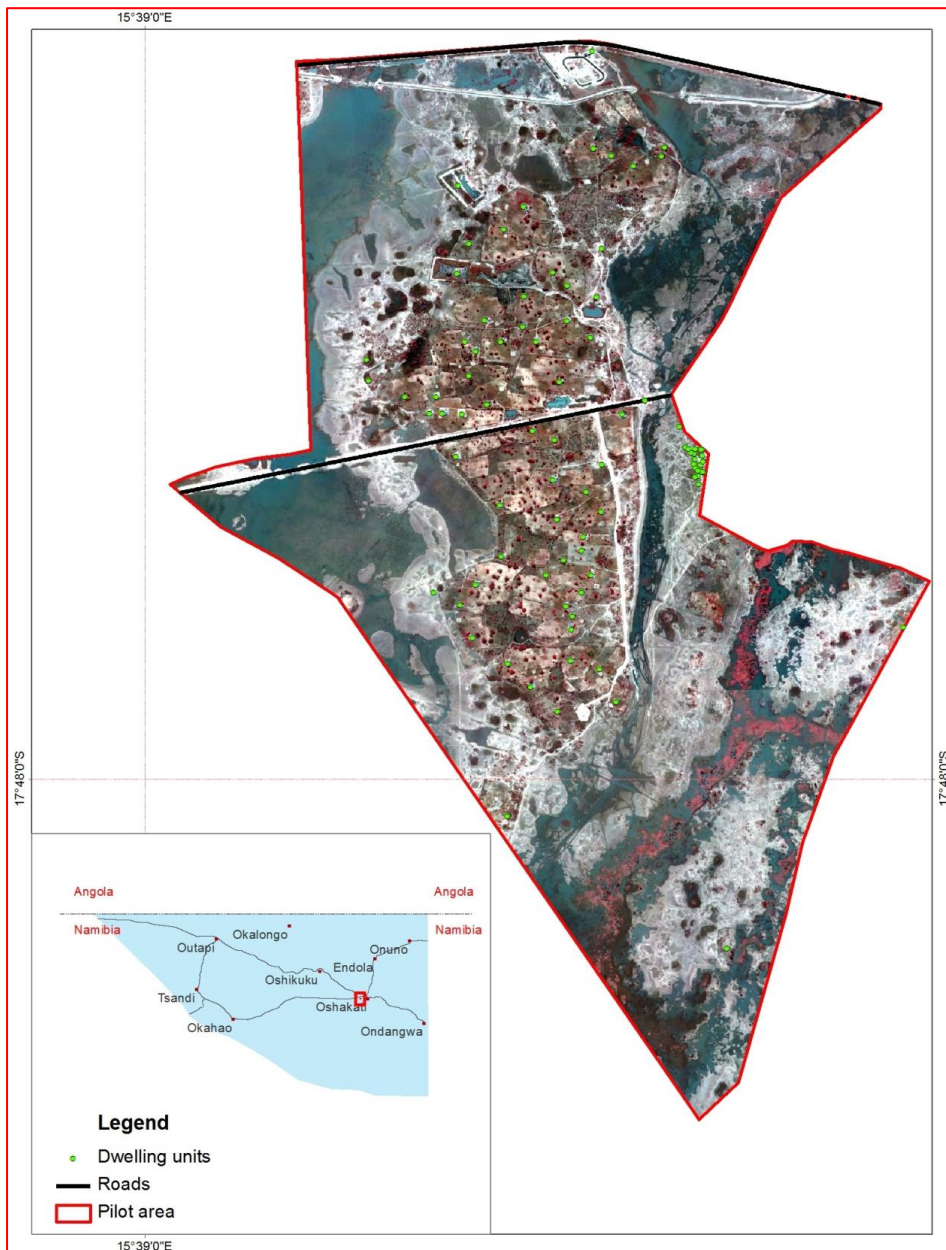 15°39'0"E
17°48'0"S
17°48'0"S
Angola
Angola
Namibia
Namibia
Okalongo
Outapi
Onuno
Endola
Oshikuku
Tsandi
Oshakati
Okahao
Ondangwa
Legend
Dwelling units
Roads
Pilot area
15°39'0"E